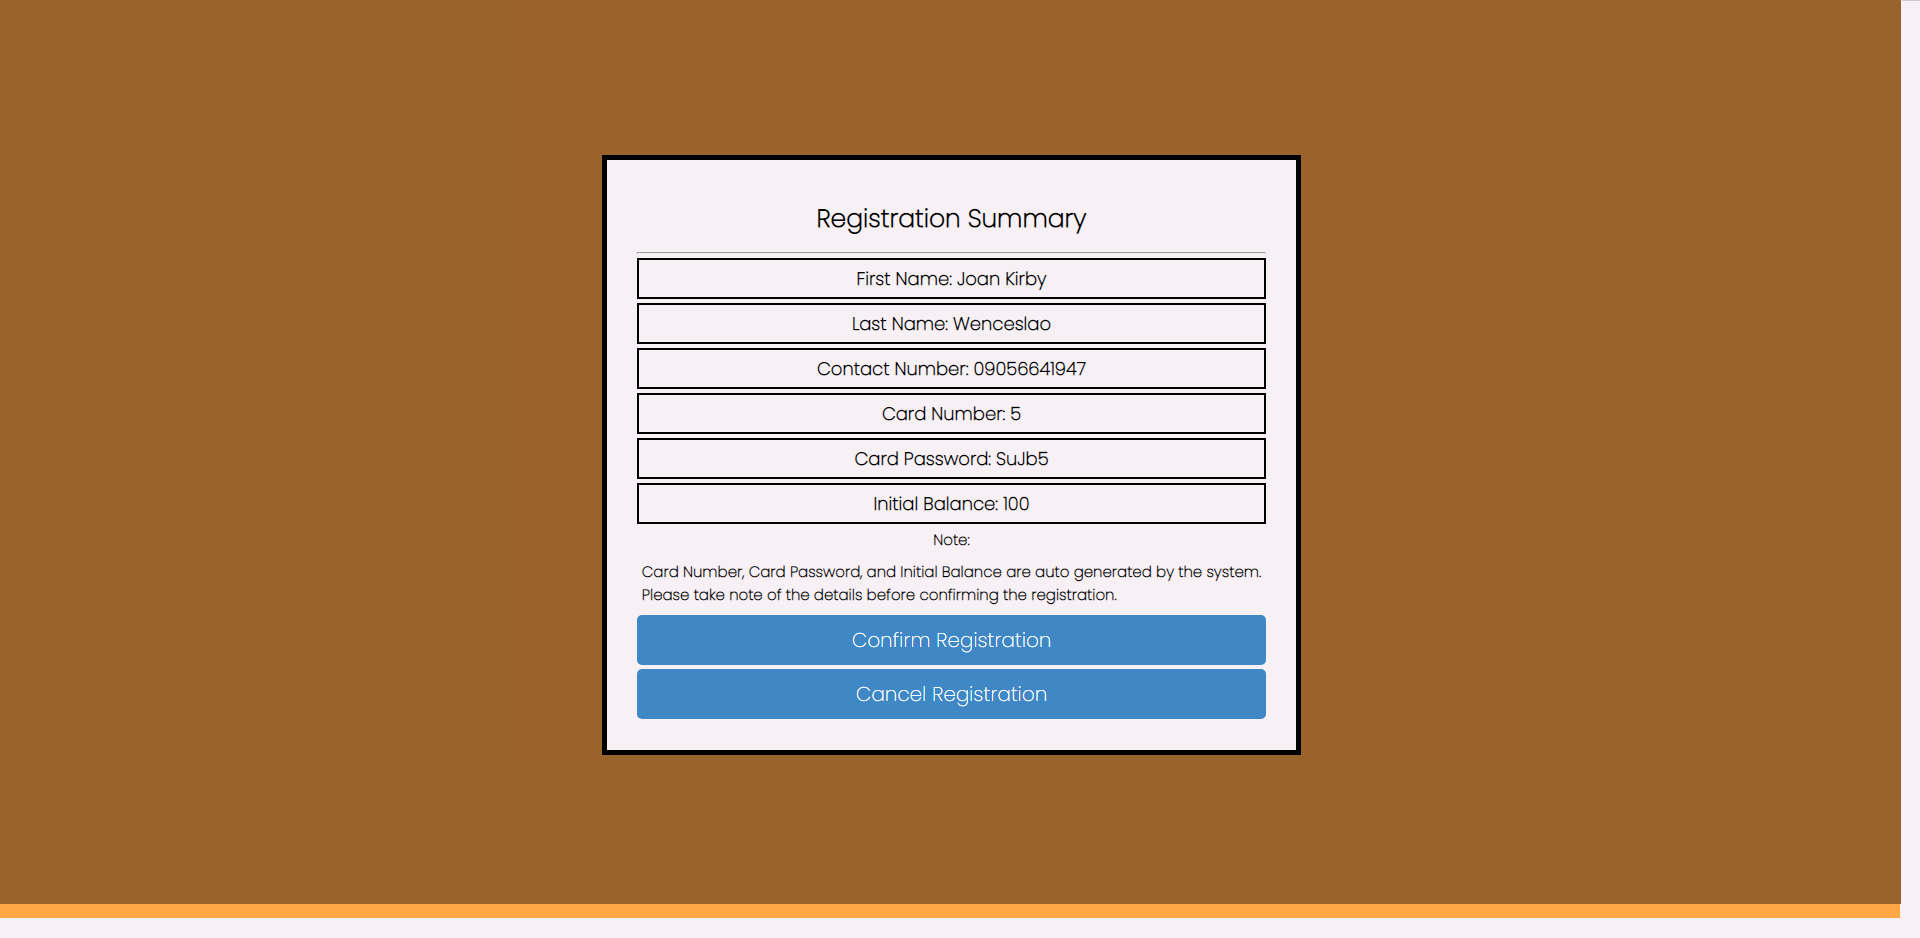 Registration Summary
First Name: Joan Kirby
Last Name: Wenceslao
Contact Number: 09056641947
Card Number: 5
Card Password: SuJb5
Initial Balance: 100
Note:
Card Number, Card Password, and Initial Balance are auto generated by the system.
Please take note of the details before confirming the registration.
Confirm Registration
Cancel Registration